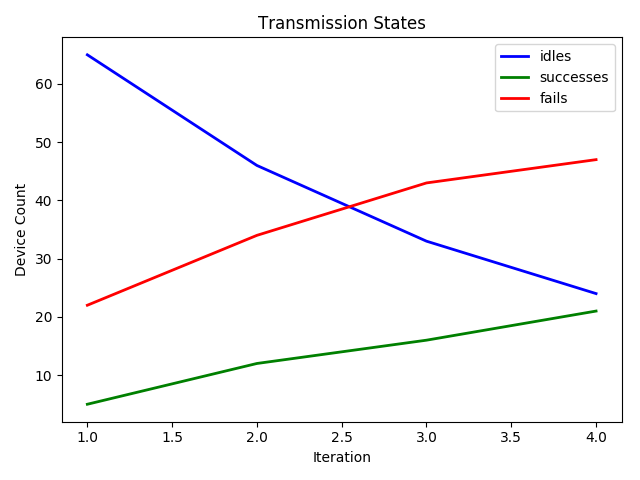 Transmission States
idles
successes
fails
Device Count
60
50
40
30
20
10
1.0 1.5 2.0 2.5 3.0 3.5 4.0
Iteration